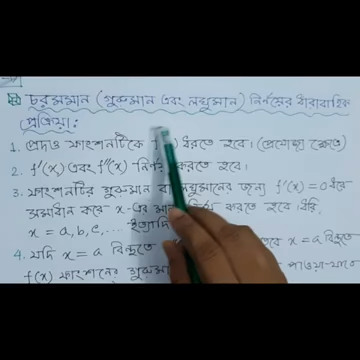 চরমমান (গুরুমান এবং লঘুমান) নির্ণয়ের ধারাবাহিক
প্রক্রিয়া:
1. প্রদত্ত ফাংশনটিকে ধরতে হবে। (প্রযোজ্য ক্ষেত্রে)
2. f'(x) এবং f''(x) নির্ণয় করতে হবে।
3. ফাংশনটির গুরুমান বা লঘুমানের জন্য f'(x) = 0 ধরে
সমাধান করে x-এর মান করতে হবে। ধরি,
x = a, b, c, ... ইত্যাদি
4. যদি x = a বিন্দুতে x = a বিন্দুতে
f(x) ফাংশনের গুরুমান পাওয়া যাবে